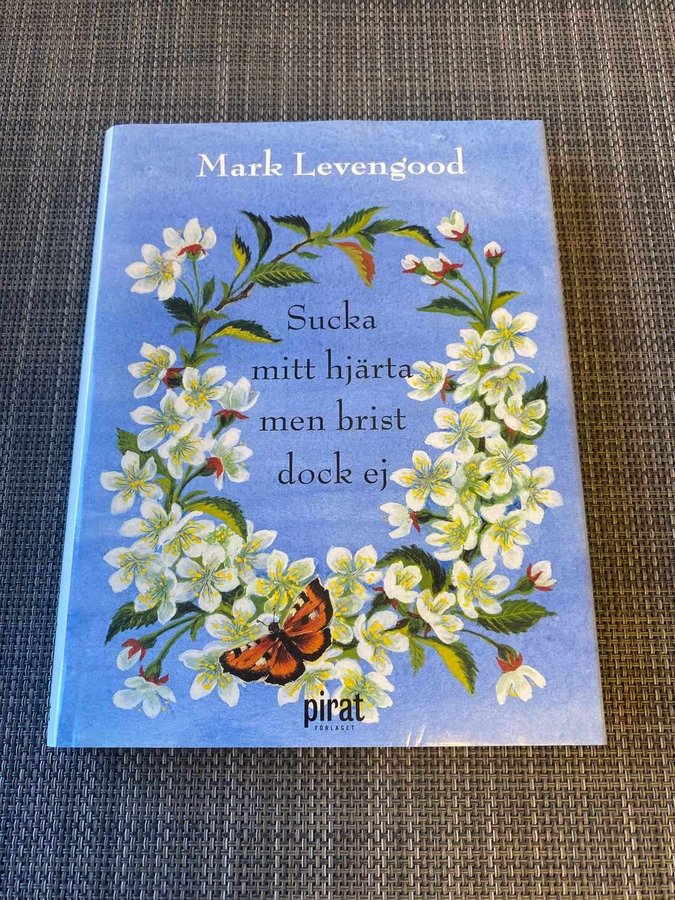 Mark Levengood
Sucka
mitt hjärta
men brist
dock ej
pirat
FÖRLAGET